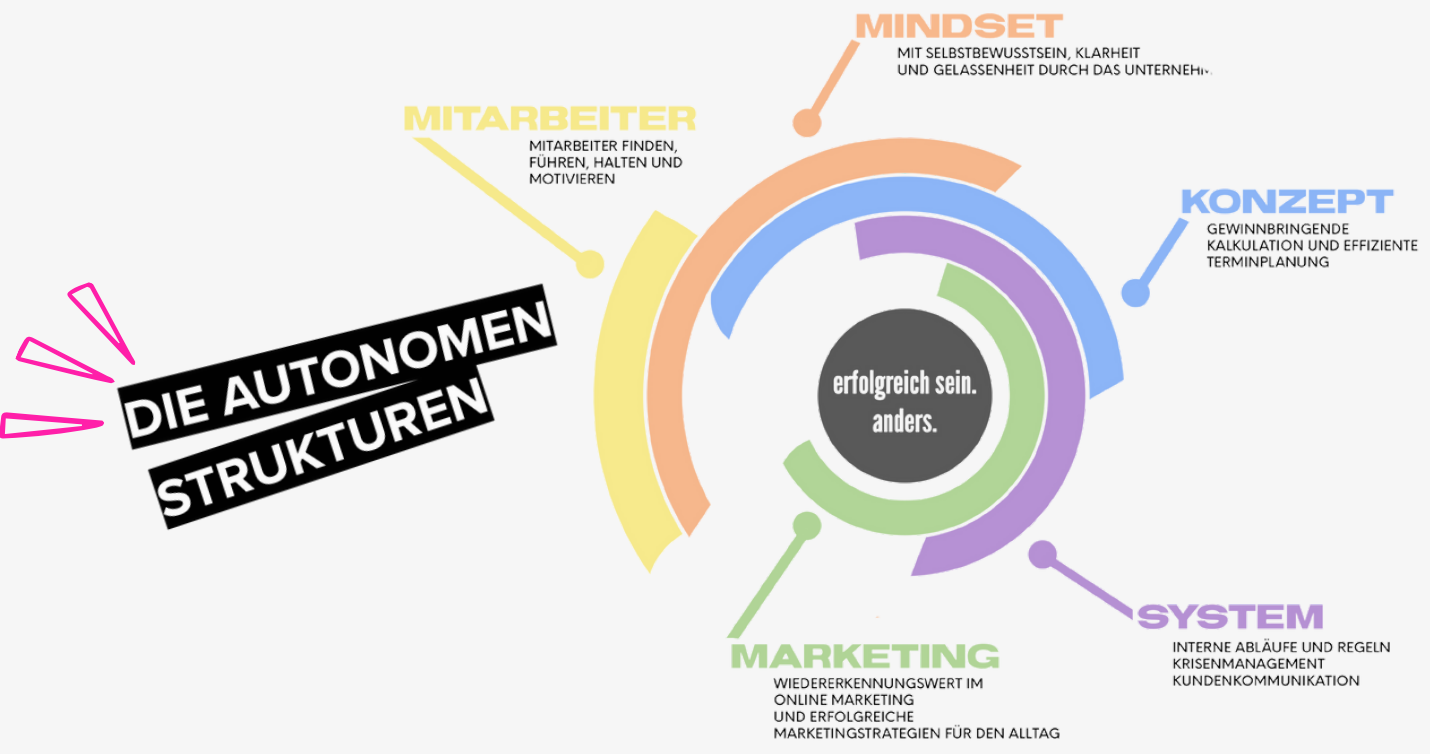 MINDSET
MIT SELBSTBEWUSSTSEIN, KLARHEIT
UND GELASSENHEIT DURCH DAS
MITARBEITER
MITARBEITER FINDEN,
FÜHREN, HALTEN UND
MOTIVIEREN
KONZEPT
GEWINNBRINGENDE
KALKULATION UND EFFIZIENTE
TERMINPLANUNG
DIE AUTONOMEN
STRUKTUREN
erfolgreich sein.
anders.
SYSTEM
INTERNE ABLÄUFE UND REGELN
KRISENMANAGEMENT
KUNDENKOMMUNIKATION
MARKETING
WIEDERERKENNUNGSWERT IM
ONLINE MARKETING
UND ERFOLGREICHE
MARKETINGSTRATEGIEN FÜR DEN ALLTAG